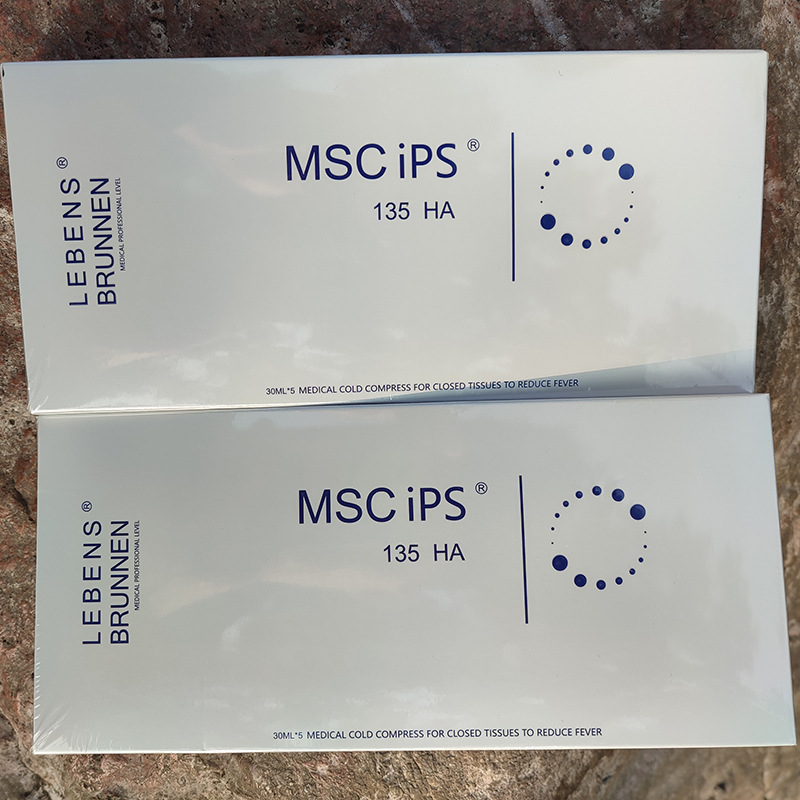 LEBENS®
BRUNNEN
MEDICAL PROFESSIONAL LEVEL
MSC iPS®
135 HA
30ML*5 MEDICAL COLD COMPRESS FOR CLOSED TISSUES TO REDUCE FEVER
LEBENS®
BRUNNEN
MEDICAL PROFESSIONAL LEVEL
MSC iPS®
135 HA
30ML*5 MEDICAL COLD COMPRESS FOR CLOSED TISSUES TO REDUCE FEVER